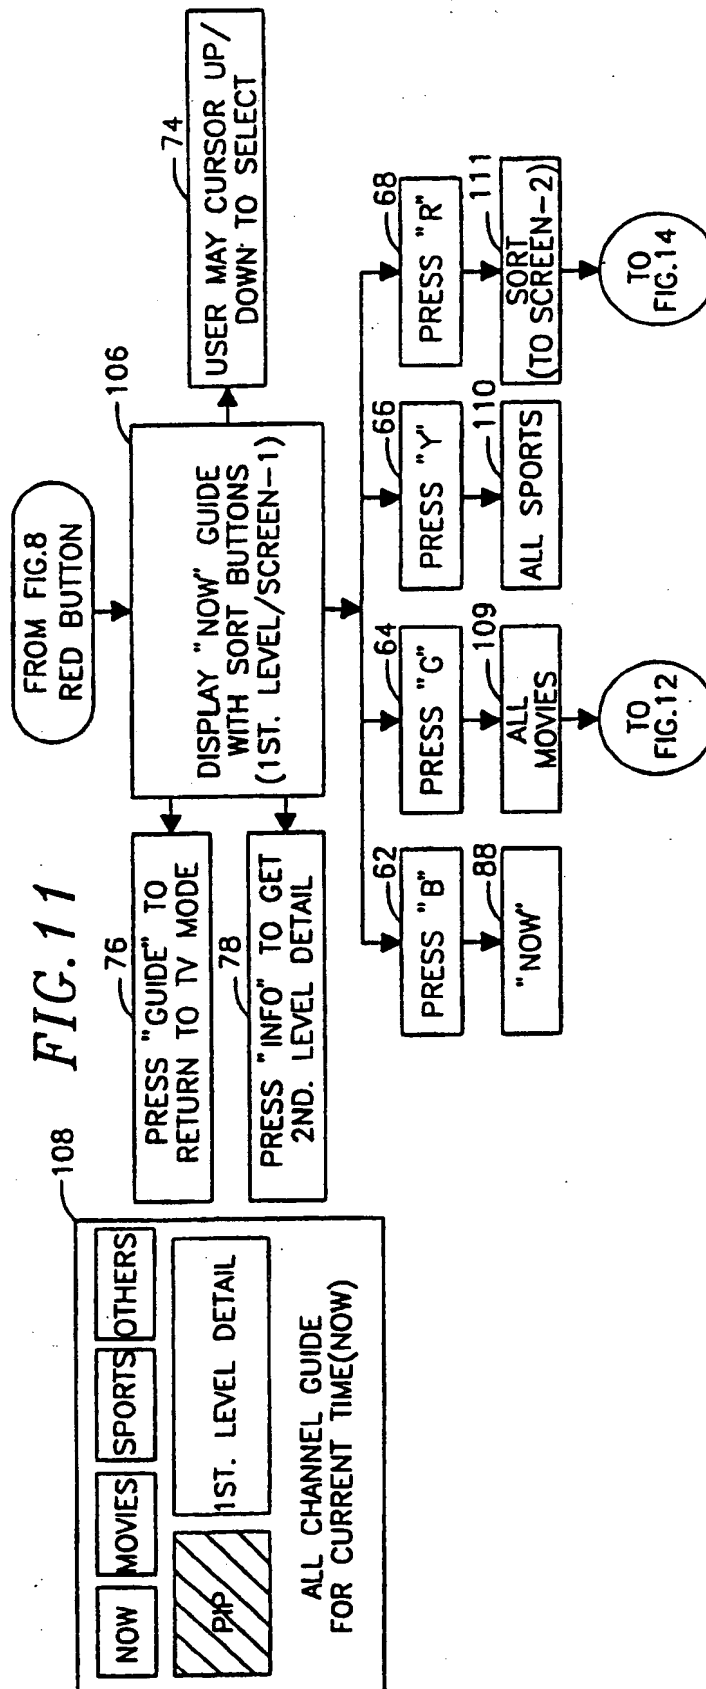 FIG.11
108
NOW
MOVIES
SPORTS
OTHERS
PIP
1ST. LEVEL DETAIL
ALL CHANNEL GUIDE
FOR CURRENT TIME(NOW)
FROM FIG.8
RED BUTTON
106
DISPLAY "NOW" GUIDE
WITH SORT BUTTONS
(1ST. LEVEL/SCREEN-1)
74
USER MAY CURSOR UP/
DOWN TO SELECT
76
PRESS "GUIDE" TO
RETURN TO TV MODE
78
PRESS "INFO" TO GET
2ND. LEVEL DETAIL
62
PRESS "B"
64
PRESS "G"
66
PRESS "Y"
68
PRESS "R"
88
"NOW"
109
ALL
MOVIES
110
ALL SPORTS
111
SORT
(TO SCREEN-2)
TO
FIG.12
TO
FIG.14